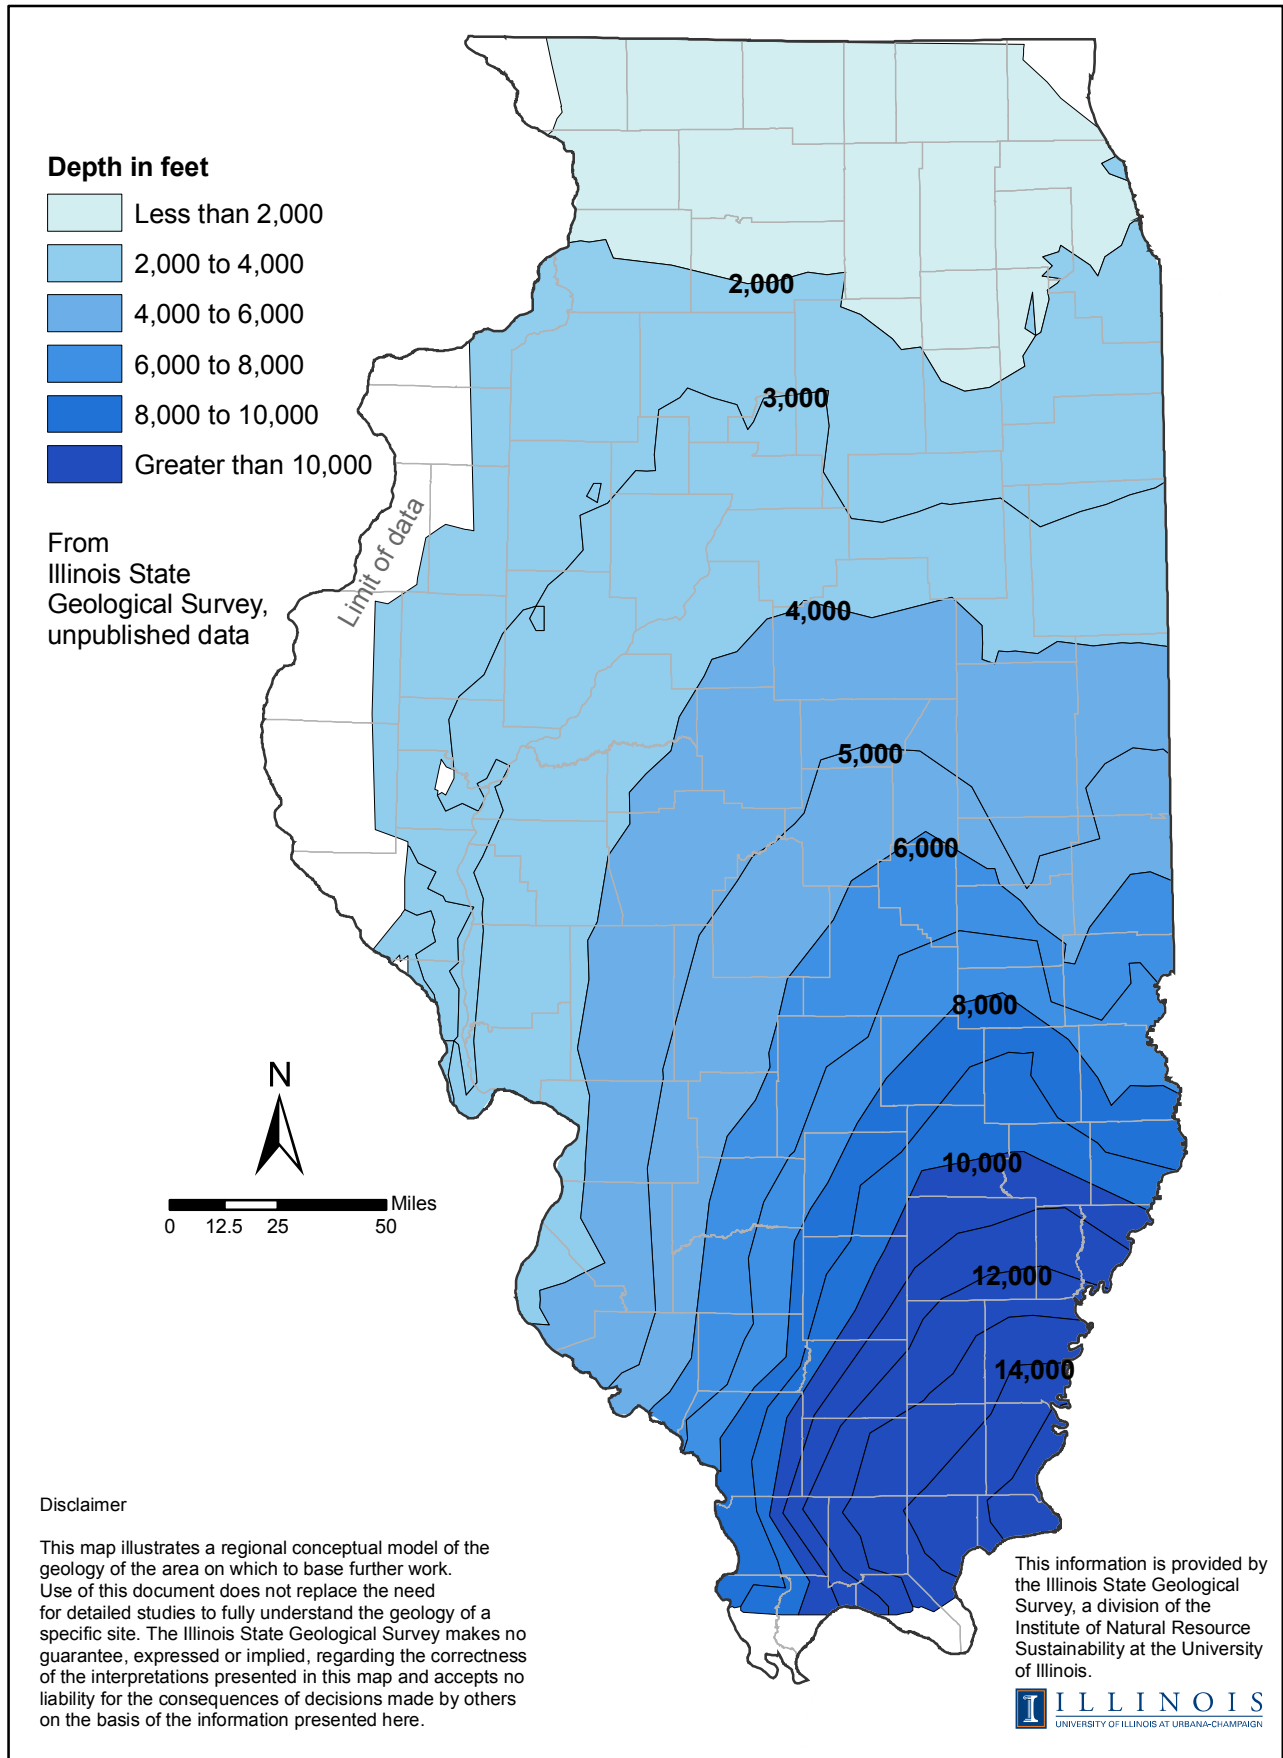 Depth in feet
Less than 2,000
2,000 to 4,000
4,000 to 6,000
6,000 to 8,000
8,000 to 10,000
Greater than 10,000
From
Illinois State
Geological Survey,
unpublished data
Limit of data
2,000
3,000
4,000
5,000
6,000
8,000
10,000
12,000
14,000
N
Miles
0 12.5 25 50
Disclaimer
This map illustrates a regional conceptual model of the
geology of the area on which to base further work.
Use of this document does not replace the need
for detailed studies to fully understand the geology of a
specific site. The Illinois State Geological Survey makes no
guarantee, expressed or implied, regarding the correctness
of the interpretations presented in this map and accepts no
liability for the consequences of decisions made by others
on the basis of the information presented here.
This information is provided by
the Illinois State Geological
Survey, a division of the
Institute of Natural Resource
Sustainability at the University
of Illinois.
I ILLINOIS
UNIVERSITY OF ILLINOIS AT URBANA-CHAMPAIGN